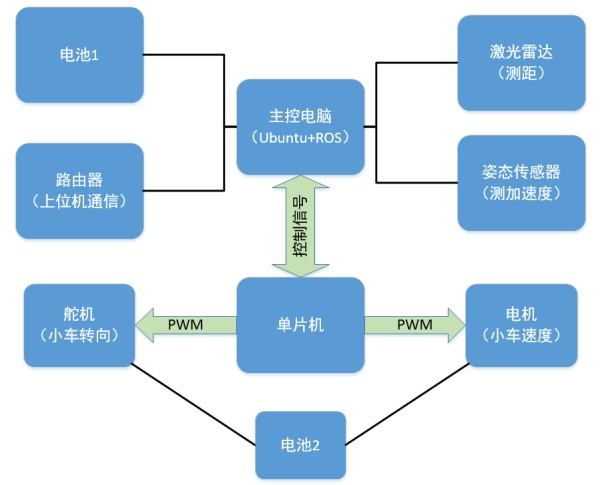 电池1
激光雷达
（测距）
主控电脑
（Ubuntu+ROS）
路由器
（上位机通信）
姿态传感器
（测加速度）
控制信号
舵机
（小车转向）
PWM
单片机
PWM
电机
（小车速度）
电池2